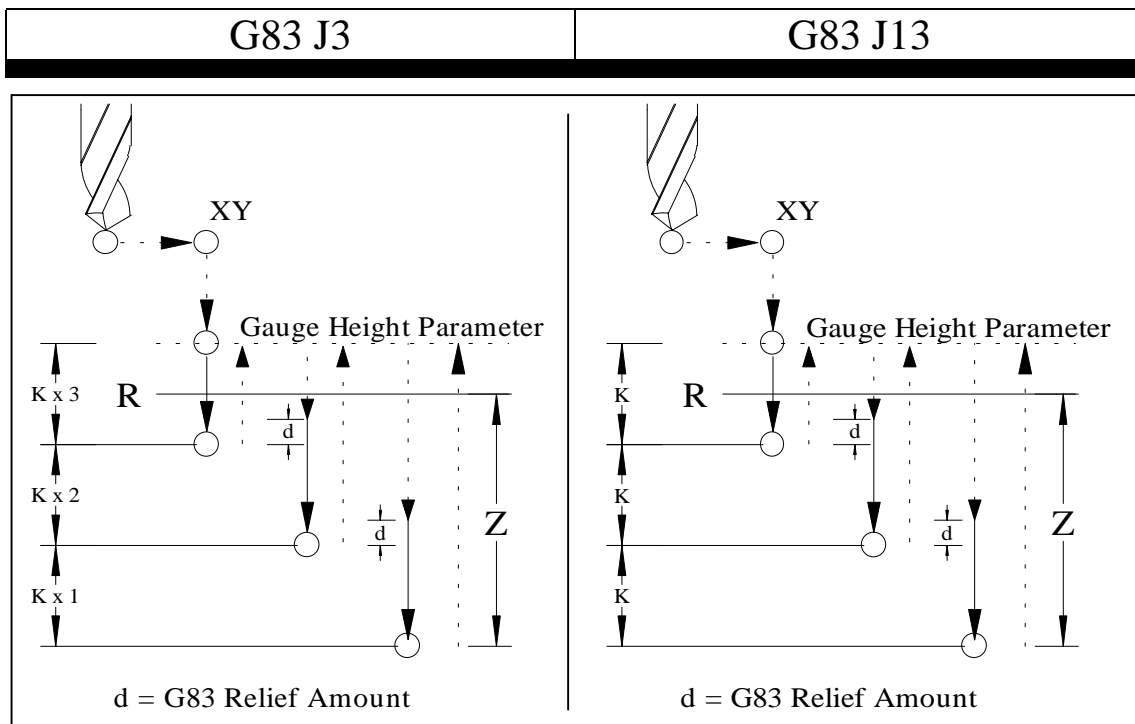 G83 J3
G83 J13
XY
Gauge Height Parameter
K x 3
R
d
K x 2
d
Z
K x 1
d = G83 Relief Amount
XY
Gauge Height Parameter
K
R
d
K
d
Z
K
d = G83 Relief Amount